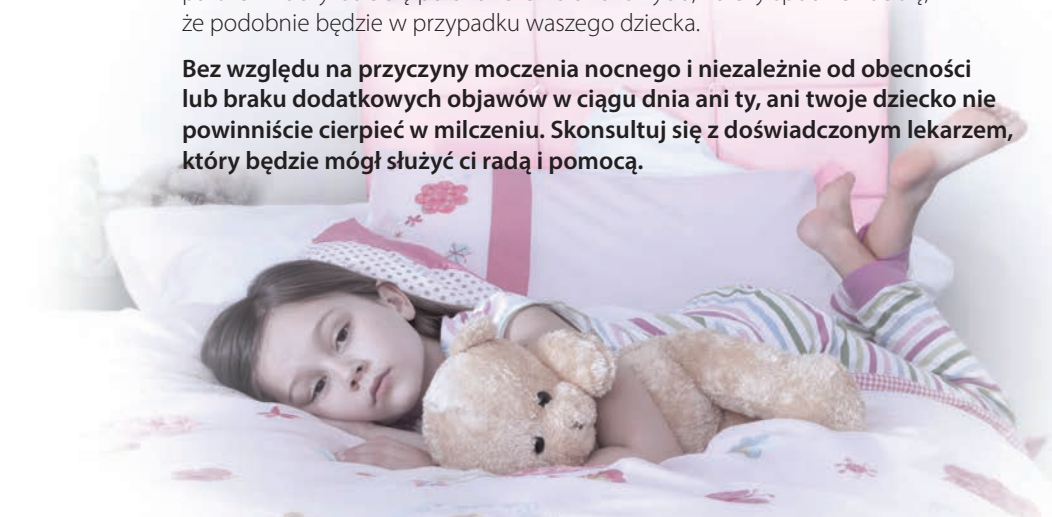 że podobnie będzie w przypadku waszego dziecka.
Bez względu na przyczyny moczenia nocnego i niezależnie od obecności
lub braku dodatkowych objawów w ciągu dnia ani ty, ani twoje dziecko nie
powinniście cierpieć w milczeniu. Skonsultuj się z doświadczonym lekarzem,
który będzie mógł służyć ci radą i pomocą.